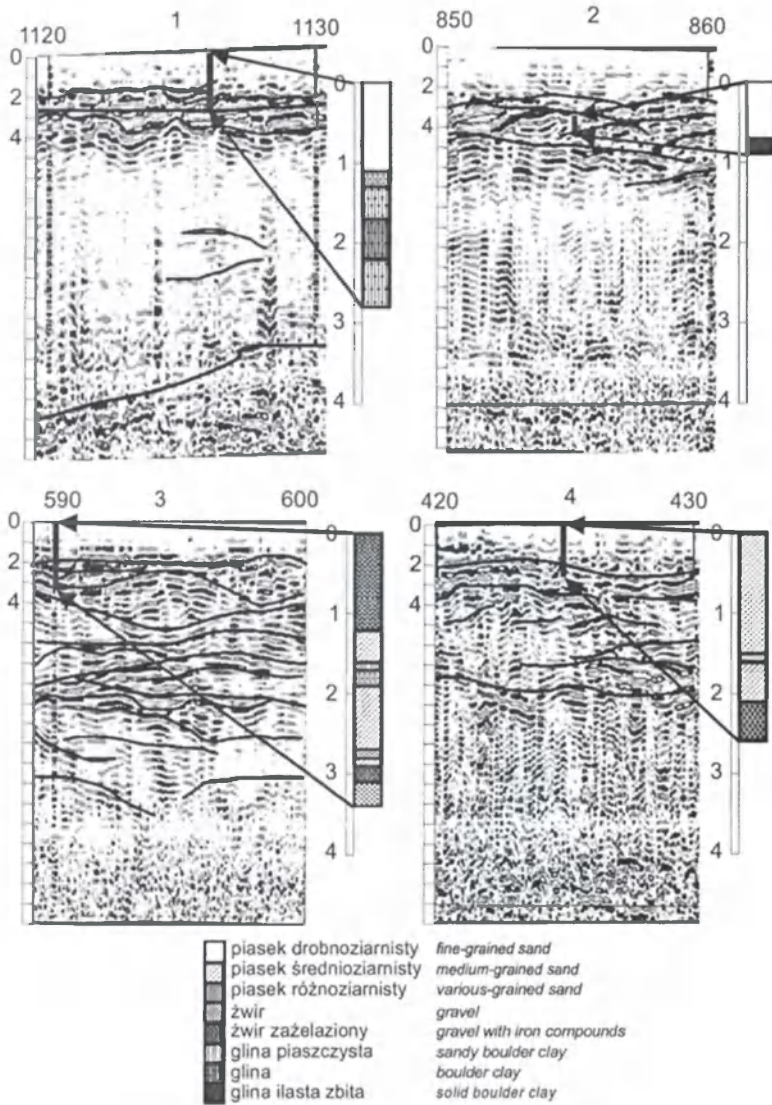 1120 1 1130
0
2
4
0
1
2
3
4
850 2 860
0
2
4
0
1
2
3
4
590 3 600
0
2
4
0
1
2
3
4
420 4 430
0
2
4
0
1
2
3
4
piasek drobnoziarnisty fine-grained sand
piasek średnioziarnisty medium-grained sand
piasek różnoziarnisty various-grained sand
żwir gravel
żwir zażelaziony gravel with iron compounds
glina piaszczysta sandy boulder clay
glina boulder clay
glina ilasta zbita solid boulder clay